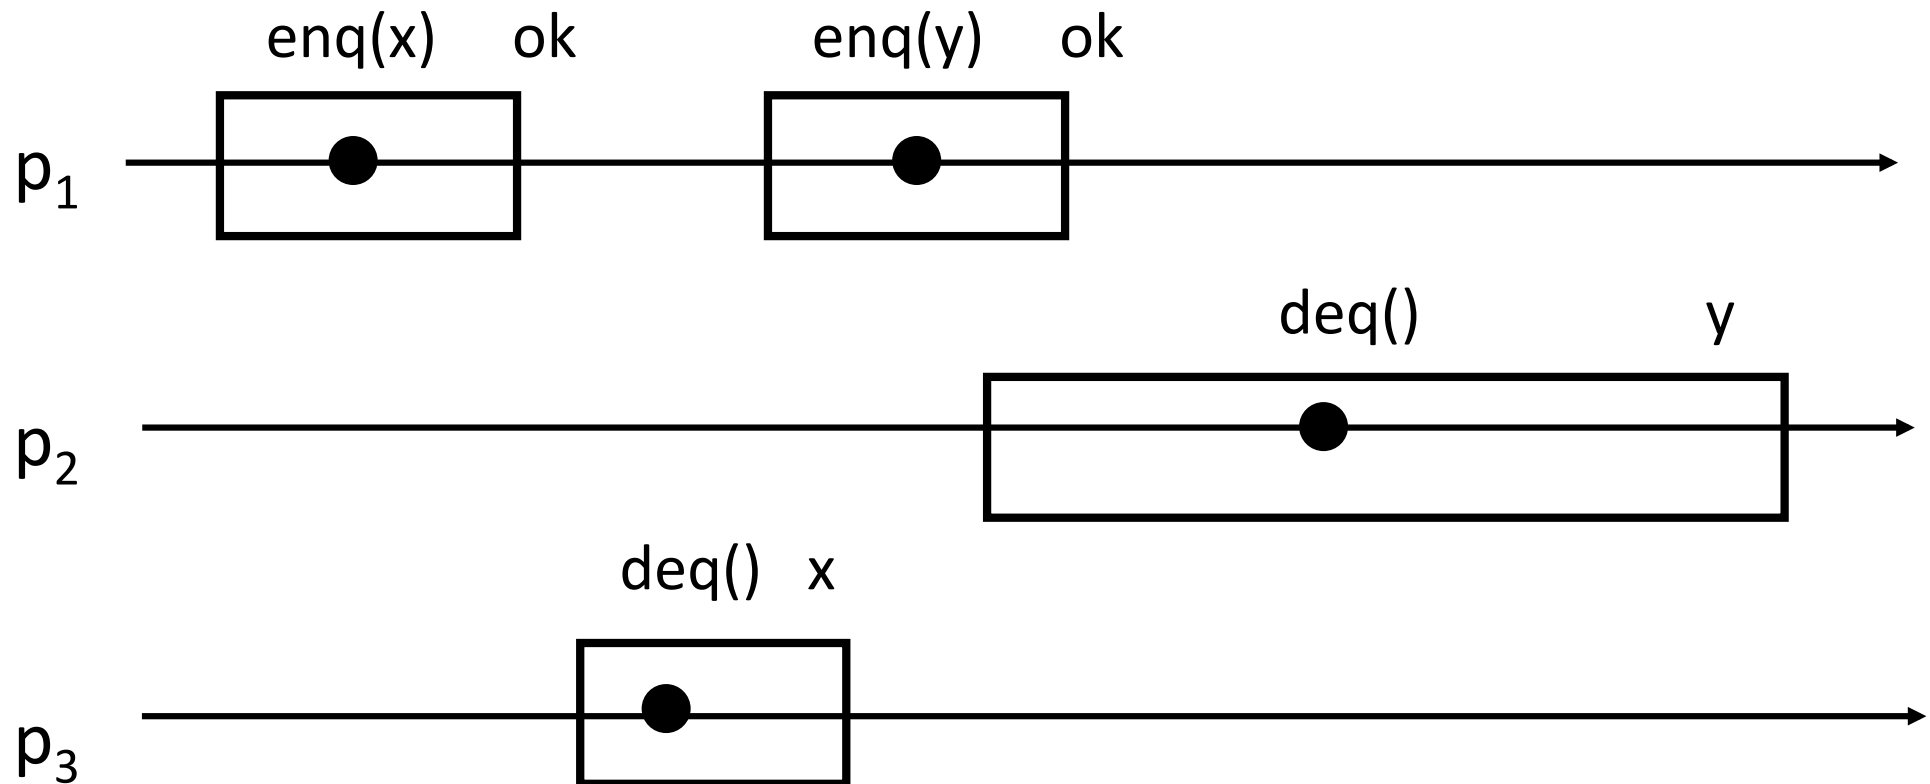 enq(x) ok enq(y) ok
p1
deq() y
p2
deq() x
p3